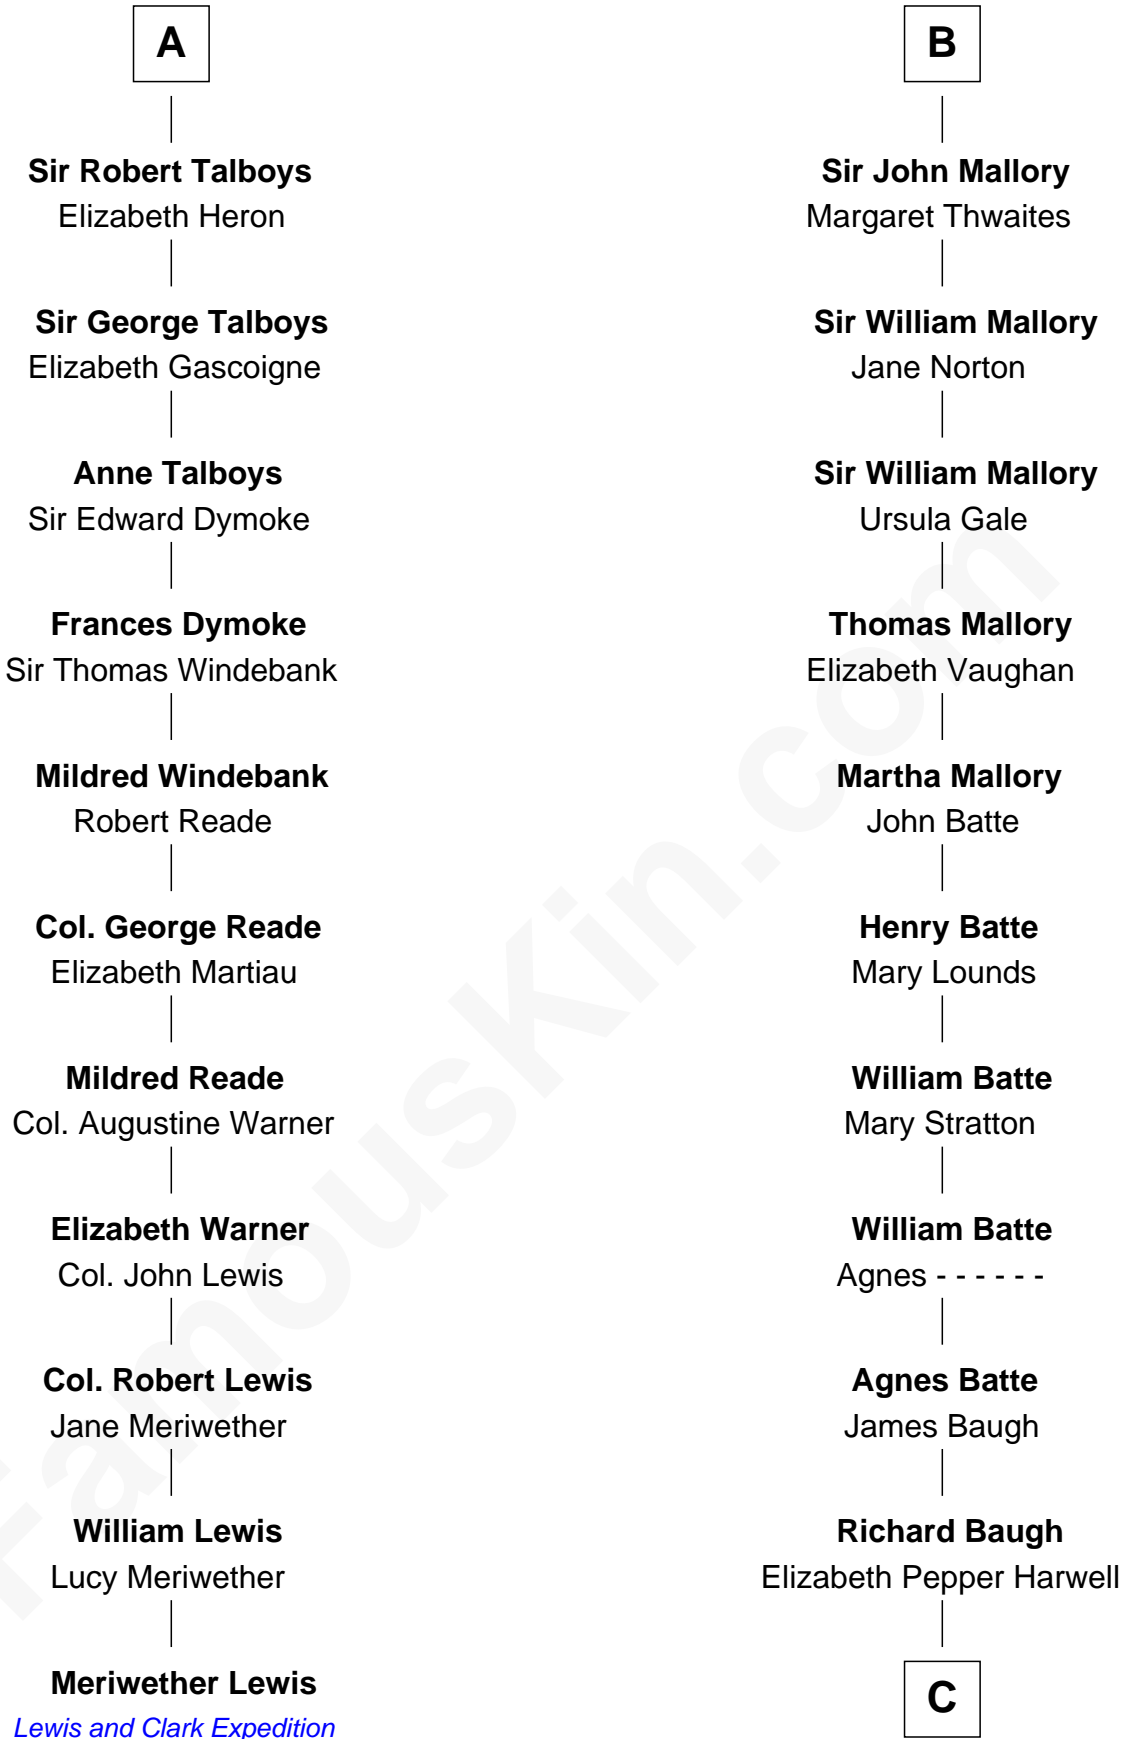 A
Sir Robert Talboys
Elizabeth Heron
Sir George Talboys
Elizabeth Gascoigne
Anne Talboys
Sir Edward Dymoke
Frances Dymoke
Sir Thomas Windebank
Mildred Windebank
Robert Reade
Col. George Reade
Elizabeth Martiau
Mildred Reade
Col. Augustine Warner
Elizabeth Warner
Col. John Lewis
Col. Robert Lewis
Jane Meriwether
William Lewis
Lucy Meriwether
Meriwether Lewis
Lewis and Clark Expedition
B
Sir John Mallory
Margaret Thwaites
Sir William Mallory
Jane Norton
Sir William Mallory
Ursula Gale
Thomas Mallory
Elizabeth Vaughan
Martha Mallory
John Batte
Henry Batte
Mary Lounds
William Batte
Mary Stratton
William Batte
Agnes - - - - - -
Agnes Batte
James Baugh
Richard Baugh
Elizabeth Pepper Harwell
C
FamousKin.com